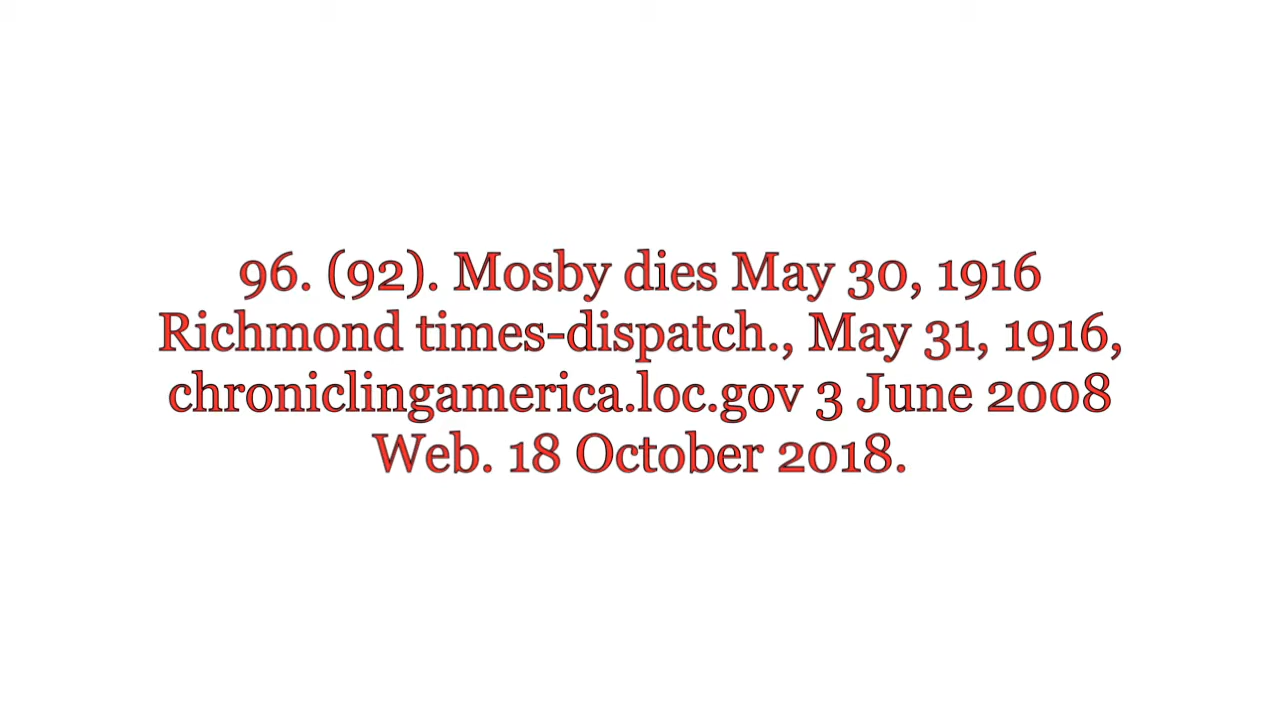 96. (92). Mosby dies May 30, 1916
Richmond times-dispatch., May 31, 1916,
chroniclingamerica.loc.gov 3 June 2008
Web. 18 October 2018.